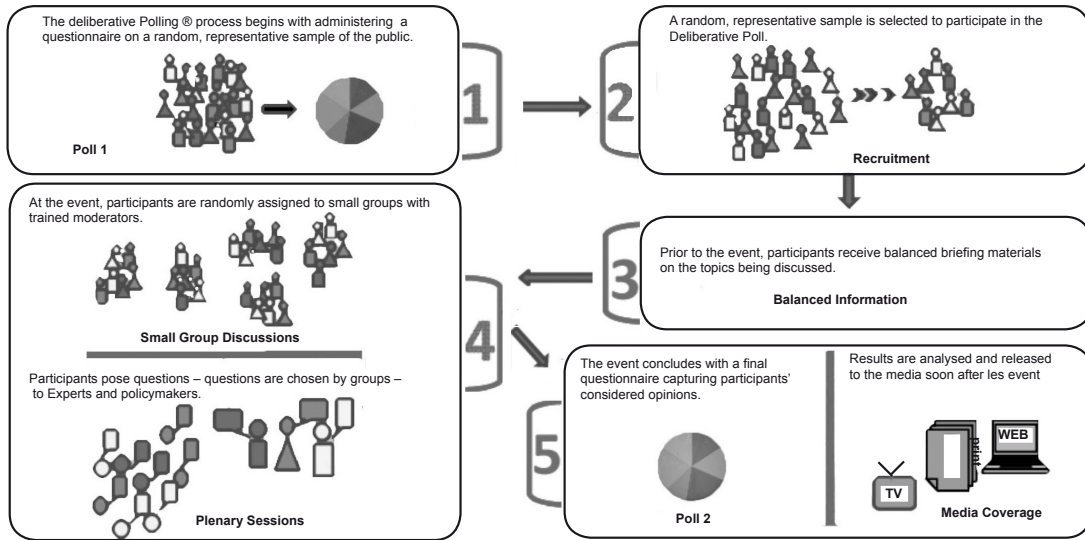 The deliberative Polling ® process begins with administering a
questionnaire on a random, representative sample of the public.
Poll 1
1
2
A random, representative sample is selected to participate in the
Deliberative Poll.
Recruitment
3
Prior to the event, participants receive balanced briefing materials
on the topics being discussed.
Balanced Information
At the event, participants are randomly assigned to small groups with
trained moderators.
Small Group Discussions
4
Participants pose questions – questions are chosen by groups –
to Experts and policymakers.
Plenary Sessions
5
The event concludes with a final
questionnaire capturing participants’
considered opinions.
Poll 2
Results are analysed and released
to the media soon after les event
TV
print
WEB
Media Coverage